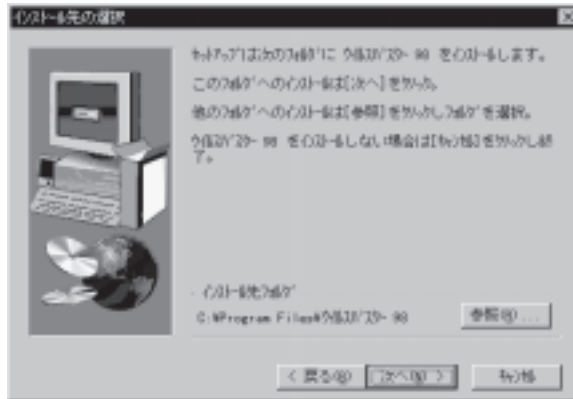 インストール先の選択
セットアップは次のフォルダに ウイルスバスター 98 をインストールします。
このフォルダへのインストールは[次へ]をクリック。
他のフォルダへのインストールは[参照]をクリックしフォルダを選択。
ウイルスバスター 98 をインストールしない場合は[キャンセル]をクリックし終
了。
インストール先フォルダ
C:¥Program Files¥ウイルスバスター 98
参照(R) ...
< 戻る(B)
次へ(N) >
キャンセル